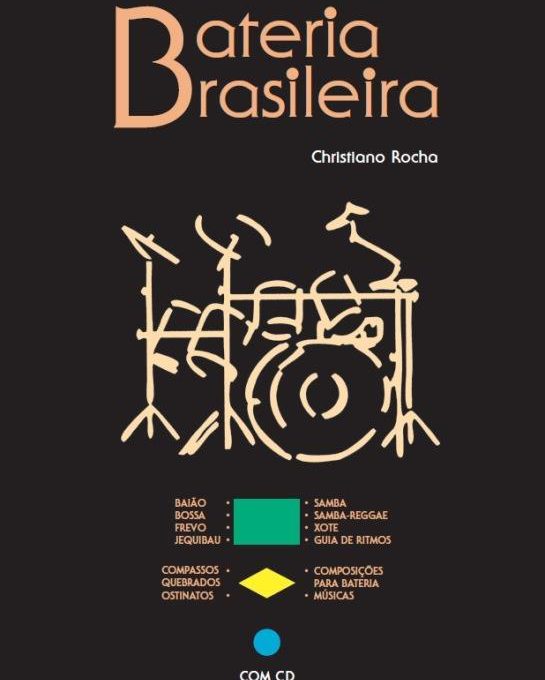 Bateria
Brasileira
Christiano Rocha
BAIÃO •
BOSSA •
FREVO •
JEQUIBAU •
• SAMBA
• SAMBA-REGGAE
• XOTE
• GUIA DE RITMOS
COMPASSOS •
QUEBRADOS
OSTINATOS •
• COMPOSIÇÕES
PARA BATERIA
• MÚSICAS
COM CD